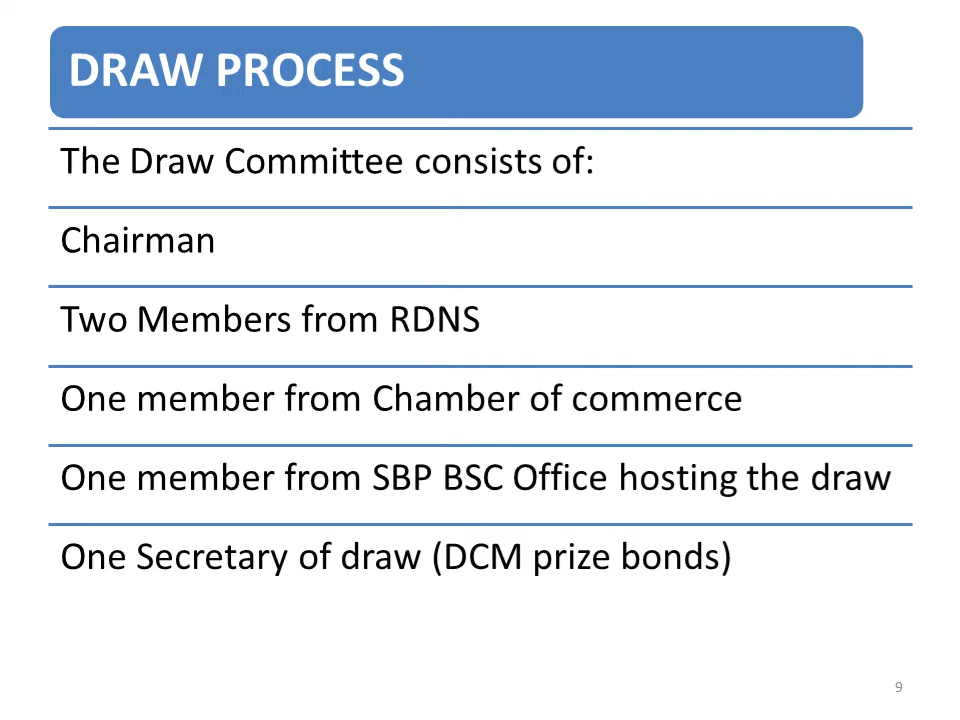 DRAW PROCESS
The Draw Committee consists of:
Chairman
Two Members from RDNS
One member from Chamber of commerce
One member from SBP BSC Office hosting the draw
One Secretary of draw (DCM prize bonds)
9